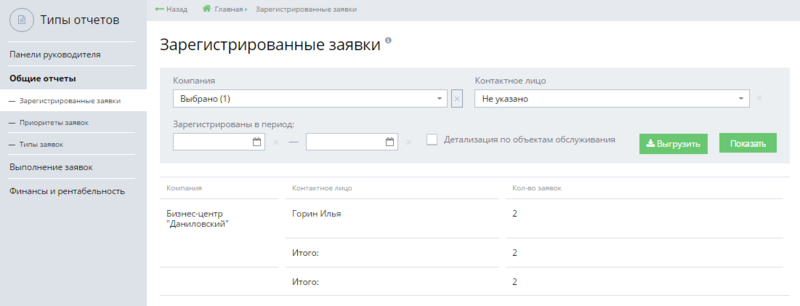 Типы отчетов
Панели руководителя
Общие отчеты
— Зарегистрированные заявки
— Приоритеты заявок
— Типы заявок
Выполнение заявок
Финансы и рентабельность
Назад Главная › Зарегистрированные заявки
Зарегистрированные заявки
Компания Контактное лицо
Выбрано (1) × Не указано ×
Зарегистрированы в период:
× — × Детализация по объектам обслуживания Выгрузить Показать
Компания Контактное лицо Кол-во заявок
Бизнес-центр Горин Илья 2
"Даниловский"
Итого: 2
Итого: 2